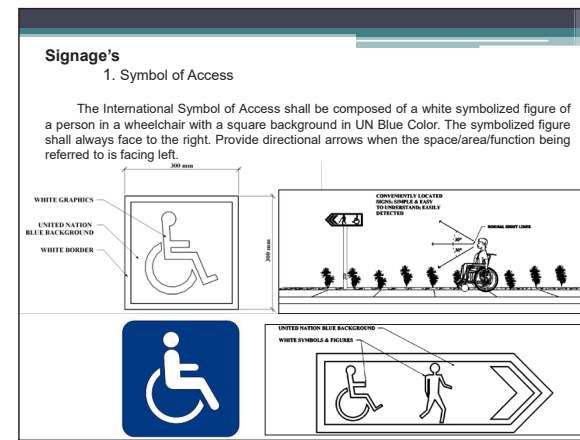 Signage's
1. Symbol of Access
The International Symbol of Access shall be composed of a white symbolized figure of
a person in a wheelchair with a square background in UN Blue Color. The symbolized figure
shall always face to the right. Provide directional arrows when the space/area/function being
referred to is facing left.
300 mm
WHITE GRAPHICS
UNITED NATION
BLUE BACKGROUND
WHITE BORDER
300 mm
CONVENIENTLY LOCATED
SIGNS; SIMPLE & EASY
TO UNDERSTAND; EASILY
DETECTED
NORMAL SIGHT LINES
30°
30°
UNITED NATION BLUE BACKGROUND
WHITE SYMBOLS & FIGURES